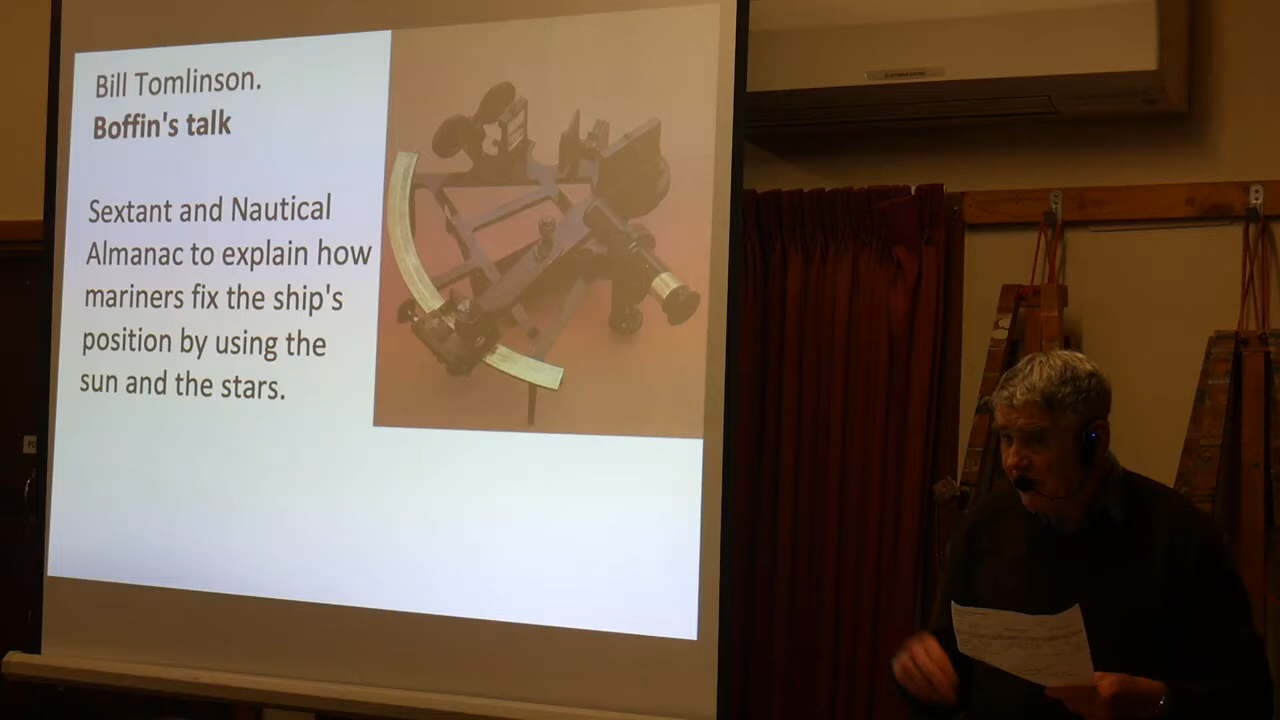 Bill Tomlinson.
Boffin's talk
Sextant and Nautical
Almanac to explain how
mariners fix the ship's
position by using the
sun and the stars.